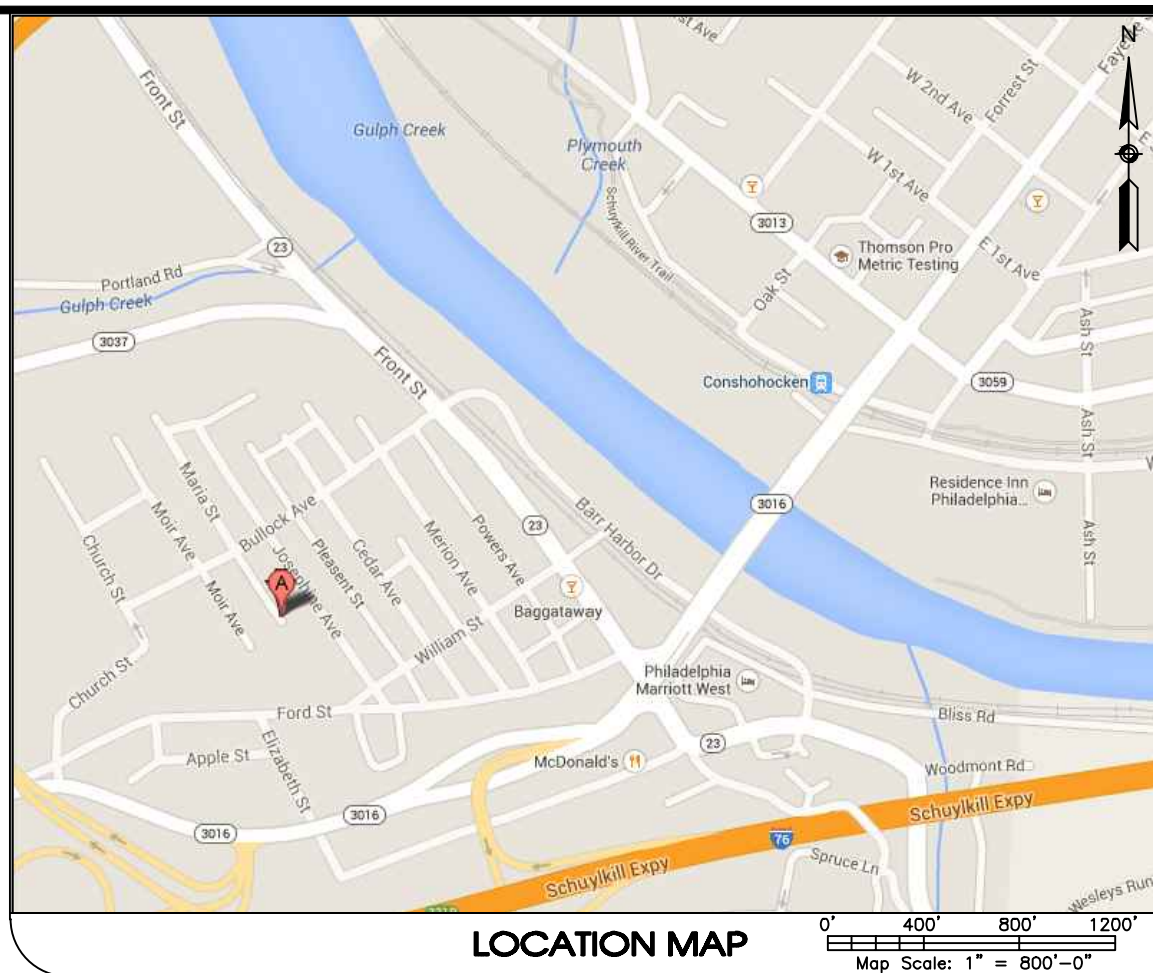 N
Front St
Gulph Creek
Plymouth
Creek
W 2nd Ave
Forrest St
W 1st Ave
Schuylkill River Trail
3013
Thomson Pro
Metric Testing
E 1st Ave
Oak St
23
Portland Rd
Gulph Creek
3037
Front St
Conshohocken
3059
Ash St
Ash St
Ash St
Residence Inn
Philadelphia...
3016
Maria St
Bullock Ave
Moir Ave
Church St
Josephine Ave
Pleasent St
Cedar Ave
Merion Ave
Powers Ave
23
Barr Harbor Dr
A
Moir Ave
Baggataway
William St
Church St
Philadelphia
Marriott West
Ford St
Bliss Rd
Apple St
Elizabeth St
McDonald's
23
Woodmont Rd
3016
3016
Schuylkill Expy
76
Schuylkill Expy
Spruce Ln
Wesleys Run
LOCATION MAP
0' 400' 800' 1200'
Map Scale: 1" = 800'-0"